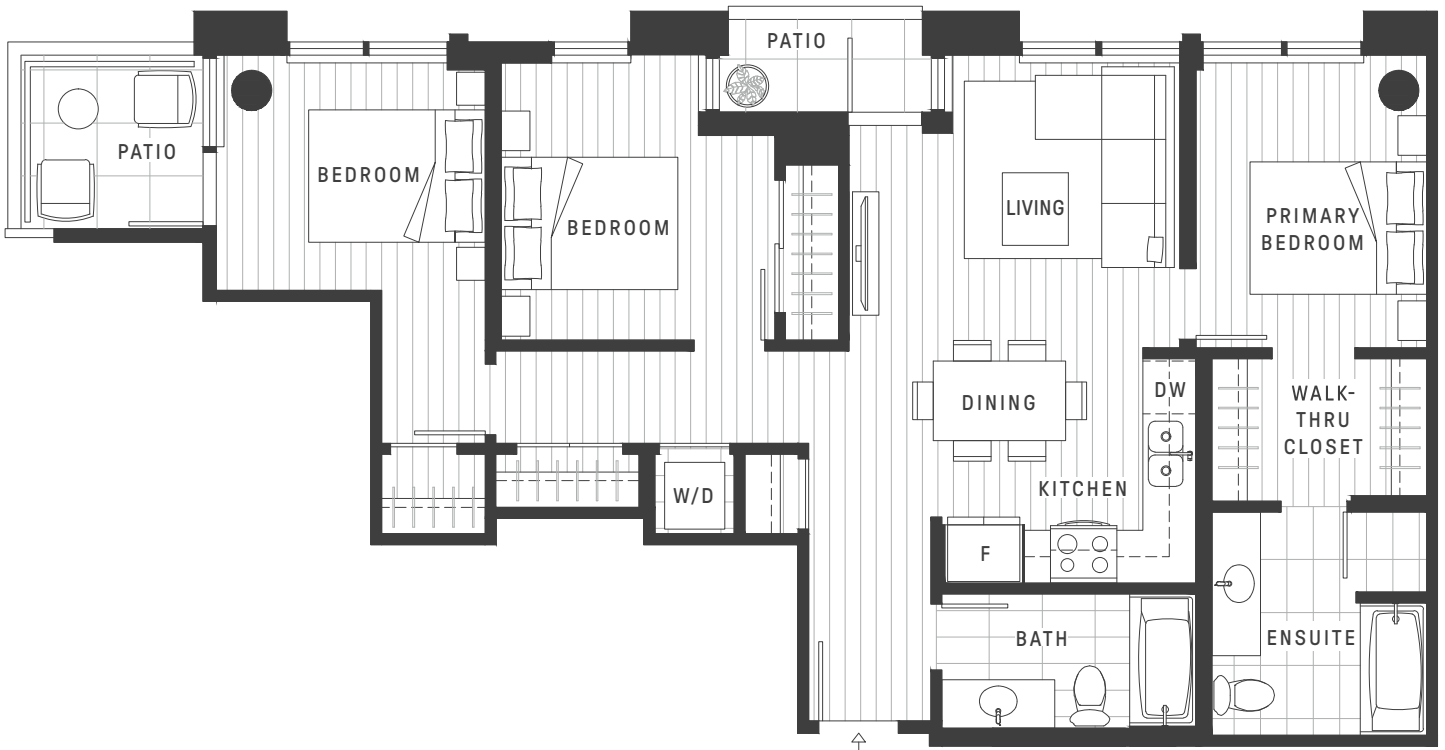 PATIO
PATIO
BEDROOM
BEDROOM
LIVING
PRIMARY
BEDROOM
DINING
DW
WALK-
THRU
CLOSET
KITCHEN
W/D
F
BATH
ENSUITE